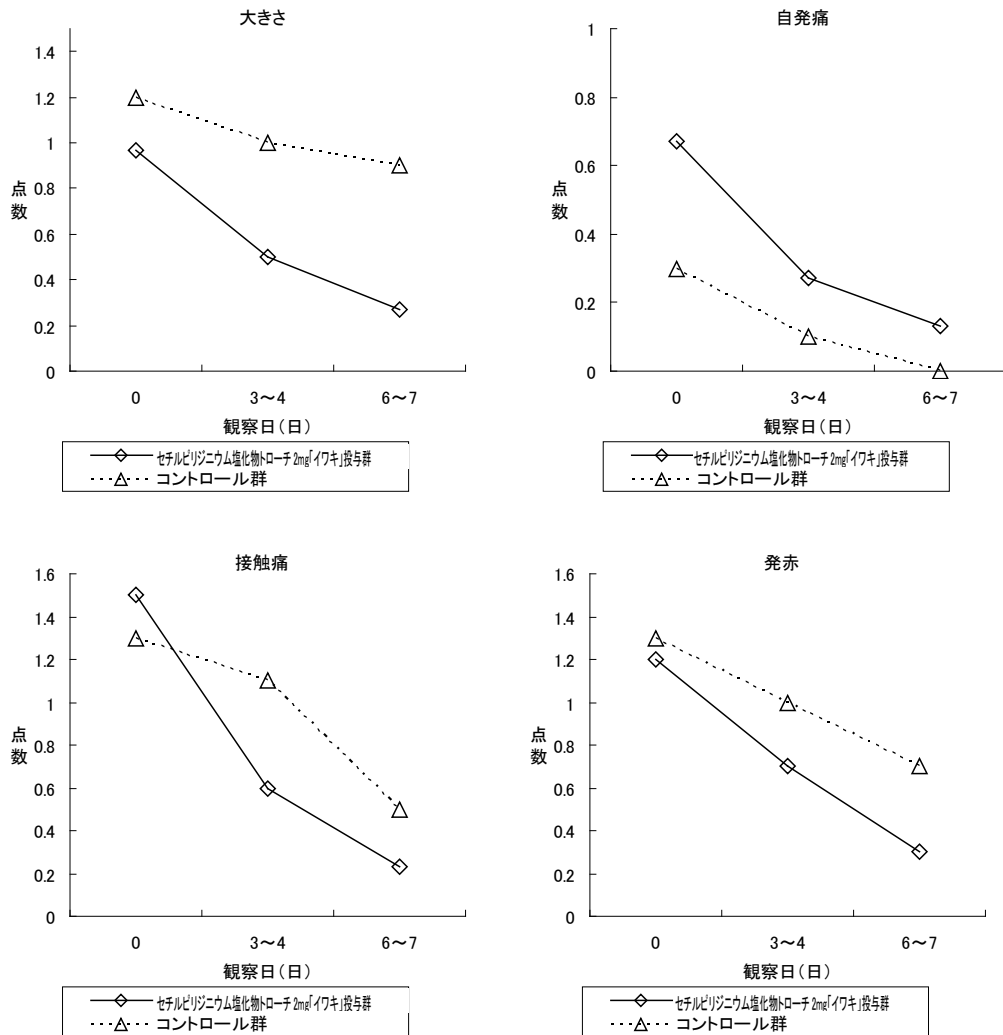 大きさ
1.4
1.2
1
0.8
0.6
0.4
0.2
0
点数
0
3～4
6～7
観察日(日)
セチルピリジニウム塩化物トローチ2mg「イワキ」投与群
コントロール群
自発痛
1
0.8
0.6
0.4
0.2
0
点数
0
3～4
6～7
観察日(日)
セチルピリジニウム塩化物トローチ2mg「イワキ」投与群
コントロール群
接触痛
1.6
1.4
1.2
1
0.8
0.6
0.4
0.2
0
点数
0
3～4
6～7
観察日(日)
セチルピリジニウム塩化物トローチ2mg「イワキ」投与群
コントロール群
発赤
1.6
1.4
1.2
1
0.8
0.6
0.4
0.2
0
点数
0
3～4
6～7
観察日(日)
セチルピリジニウム塩化物トローチ2mg「イワキ」投与群
コントロール群